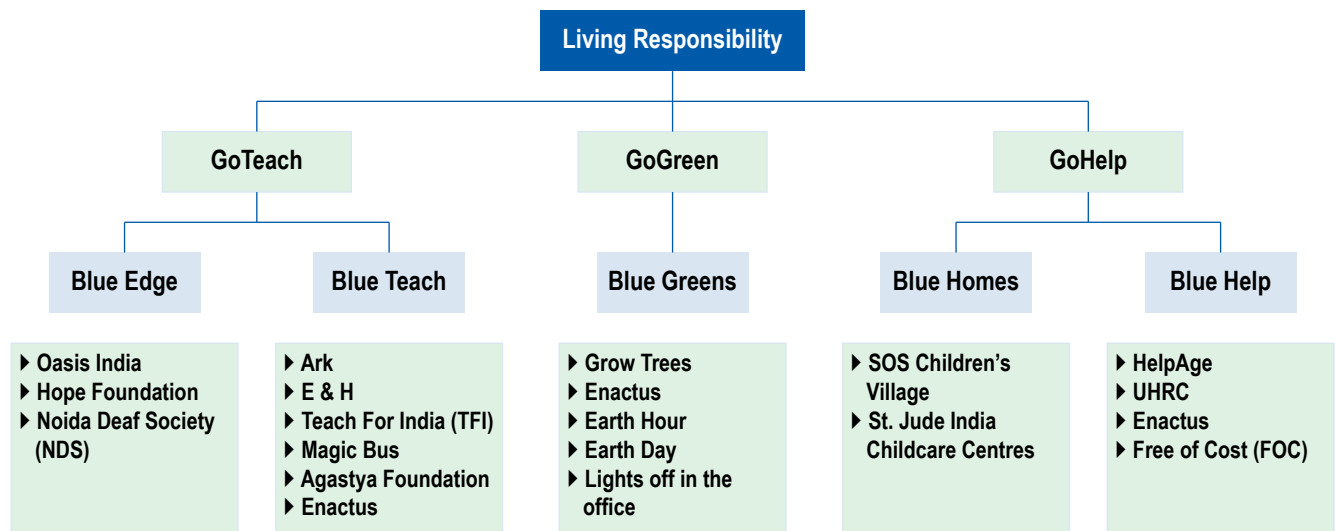 Living Responsibility
GoTeach
GoGreen
GoHelp
Blue Edge
Blue Teach
Blue Greens
Blue Homes
Blue Help
Oasis India
Hope Foundation
Noida Deaf Society
(NDS)
Ark
E & H
Teach For India (TFI)
Magic Bus
Agastya Foundation
Enactus
Grow Trees
Enactus
Earth Hour
Earth Day
Lights off in the
office
SOS Children’s
Village
St. Jude India
Childcare Centres
HelpAge
UHRC
Enactus
Free of Cost (FOC)